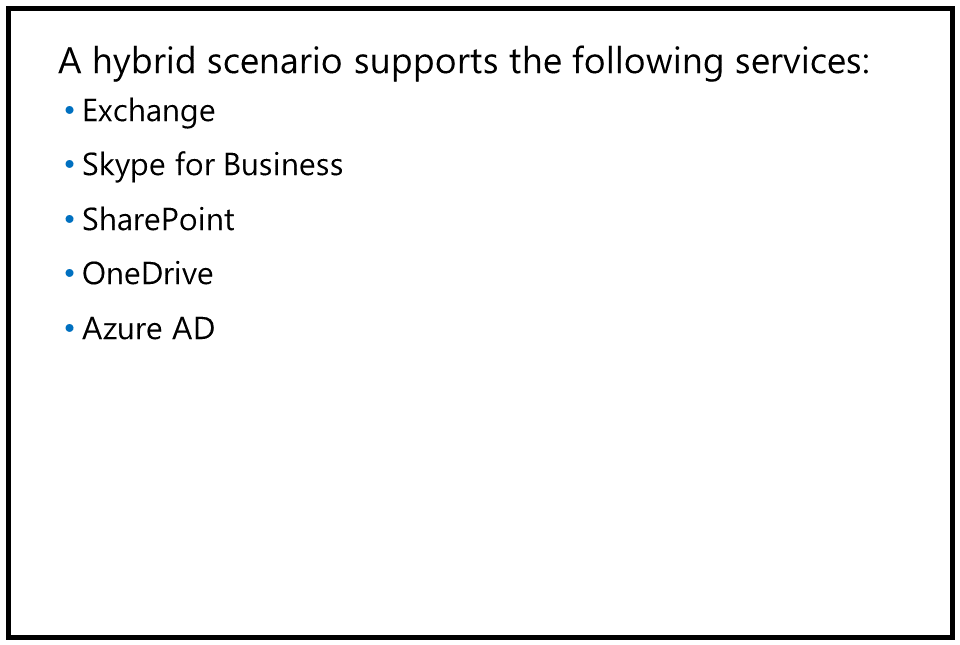 A hybrid scenario supports the following services:
• Exchange
• Skype for Business
• SharePoint
• OneDrive
• Azure AD